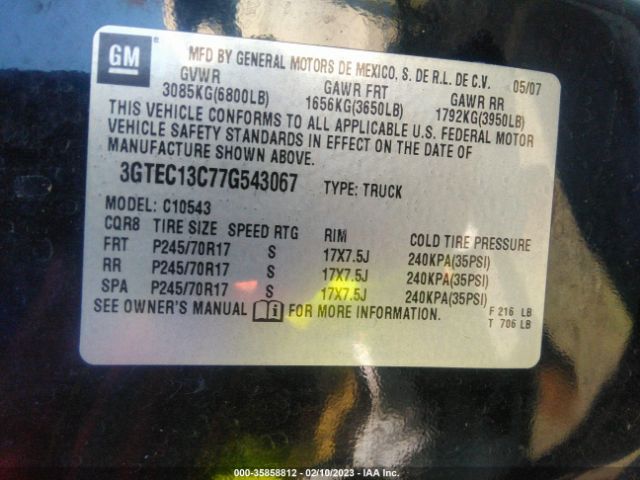 GM
MFD BY GENERAL MOTORS DE MEXICO, S. DE R.L. DE C.V. 05/07
GVWR GAWR FRT GAWR RR
3085KG(6800LB) 1656KG(3650LB) 1792KG(3950LB)
THIS VEHICLE CONFORMS TO ALL APPLICABLE U.S. FEDERAL MOTOR
VEHICLE SAFETY STANDARDS IN EFFECT ON THE DATE OF
MANUFACTURE SHOWN ABOVE.
3GTEC13C77G543067 TYPE: TRUCK
MODEL: C10543
CQR8 TIRE SIZE SPEED RTG RIM COLD TIRE PRESSURE
FRT P245/70R17 S 17X7.5J 240KPA(35PSI)
RR P245/70R17 S 17X7.5J 240KPA(35PSI)
SPA P245/70R17 S 17X7.5J 240KPA(35PSI)
SEE OWNER'S MANUAL FOR MORE INFORMATION.
F 216 LB
T 706 LB
000-35858812 - 02/10/2023 - IAA Inc.